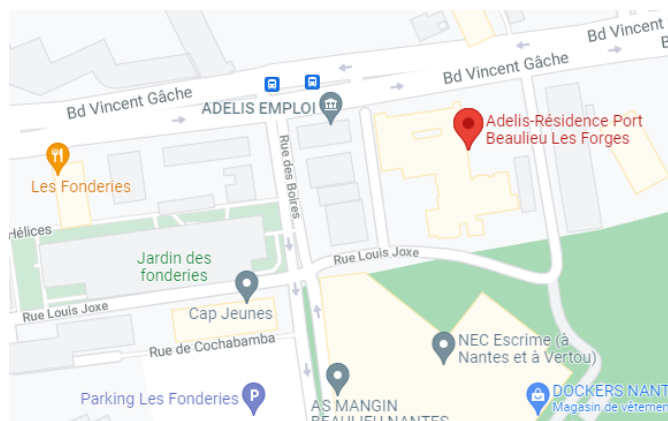 Bd Vincent Gâche
Bd Vincent Gâche
Bd Vincent Gâche
ADELIS EMPLOI
Adelis-Résidence Port
Beaulieu Les Forges
Les Fonderies
Rue des Boires
Hélices
Jardin des
fonderies
Rue Louis Joxe
Rue Louis Joxe
Cap Jeunes
Rue de Cochabamba
NEC Escrime (à
Nantes et à Vertou)
Parking Les Fonderies
P
AS MANGIN
BEAULIEU NANTES
DOCKERS NANT
Magasin de vêtemen